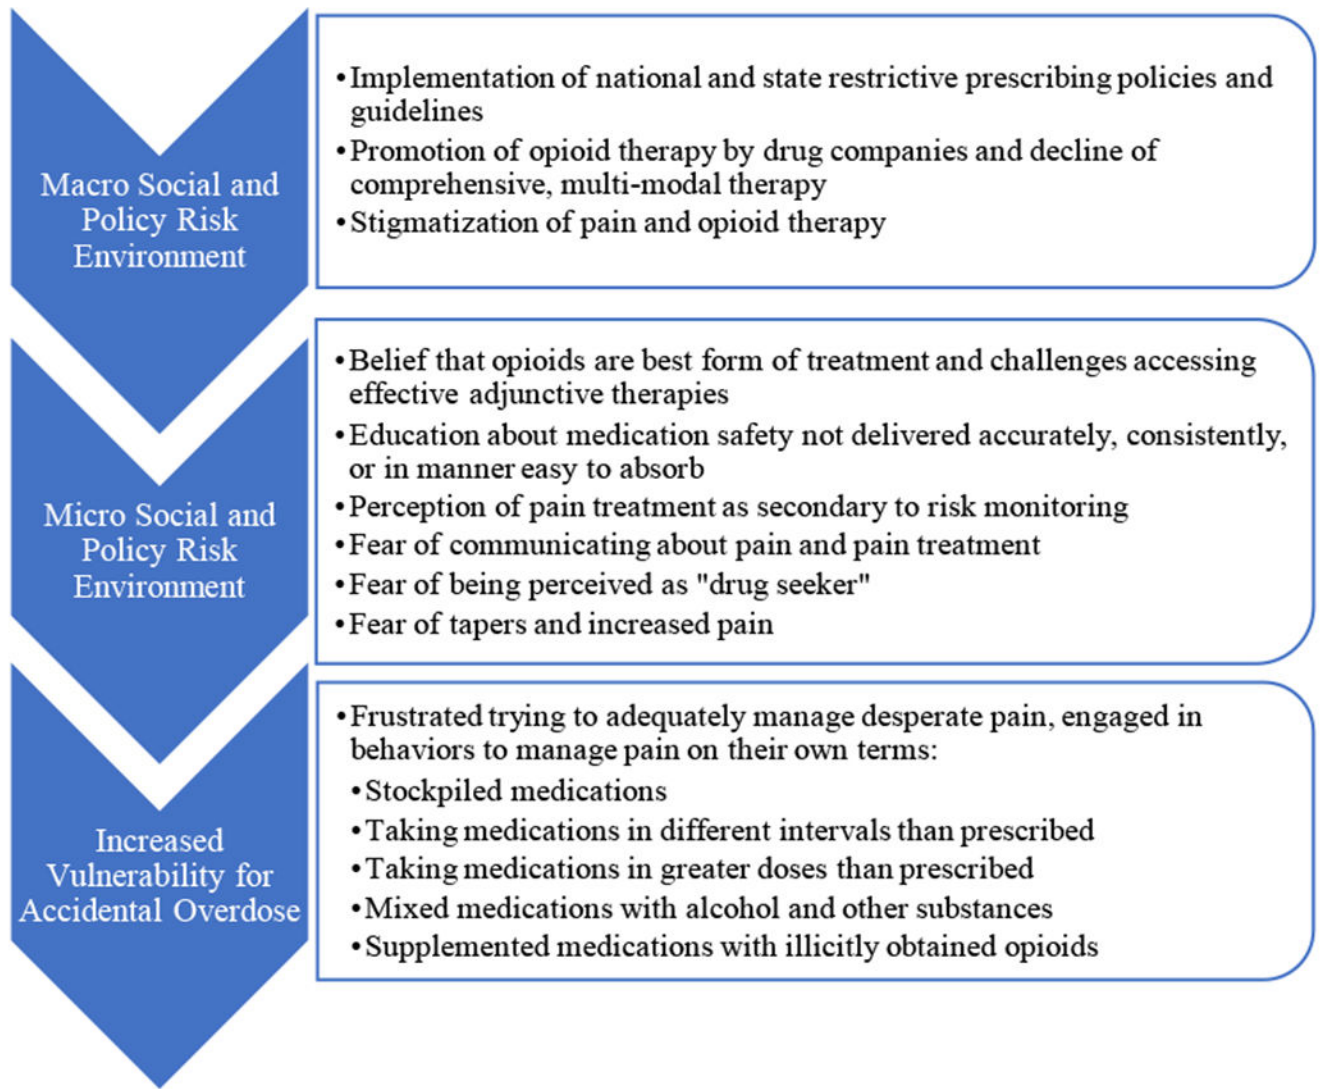 Macro Social and
Policy Risk
Environment
•Implementation of national and state restrictive prescribing policies and
guidelines
•Promotion of opioid therapy by drug companies and decline of
comprehensive, multi-modal therapy
•Stigmatization of pain and opioid therapy
Micro Social and
Policy Risk
Environment
•Belief that opioids are best form of treatment and challenges accessing
effective adjunctive therapies
•Education about medication safety not delivered accurately, consistently,
or in manner easy to absorb
•Perception of pain treatment as secondary to risk monitoring
•Fear of communicating about pain and pain treatment
•Fear of being perceived as "drug seeker"
•Fear of tapers and increased pain
Increased
Vulnerability for
Accidental Overdose
•Frustrated trying to adequately manage desperate pain, engaged in
behaviors to manage pain on their own terms:
•Stockpiled medications
•Taking medications in different intervals than prescribed
•Taking medications in greater doses than prescribed
•Mixed medications with alcohol and other substances
•Supplemented medications with illicitly obtained opioids